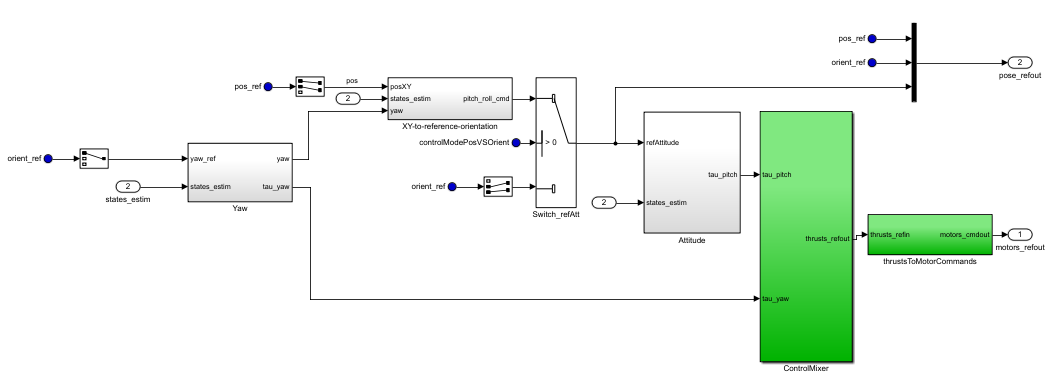 pos_ref
orient_ref
2
pose_refout
pos_ref
pos
posXY
states_estim
yaw
pitch_roll_cmd
2
XY-to-reference-orientation
controlModePosVSOrient
> 0
orient_ref
Switch_refAtt
orient_ref
yaw_ref
states_estim
yaw
tau_yaw
2
states_estim
Yaw
refAttitude
tau_pitch
states_estim
2
Attitude
tau_pitch
thrusts_refout
tau_yaw
ControlMixer
thrusts_refin
motors_cmdout
thrustsToMotorCommands
1
motors_refout